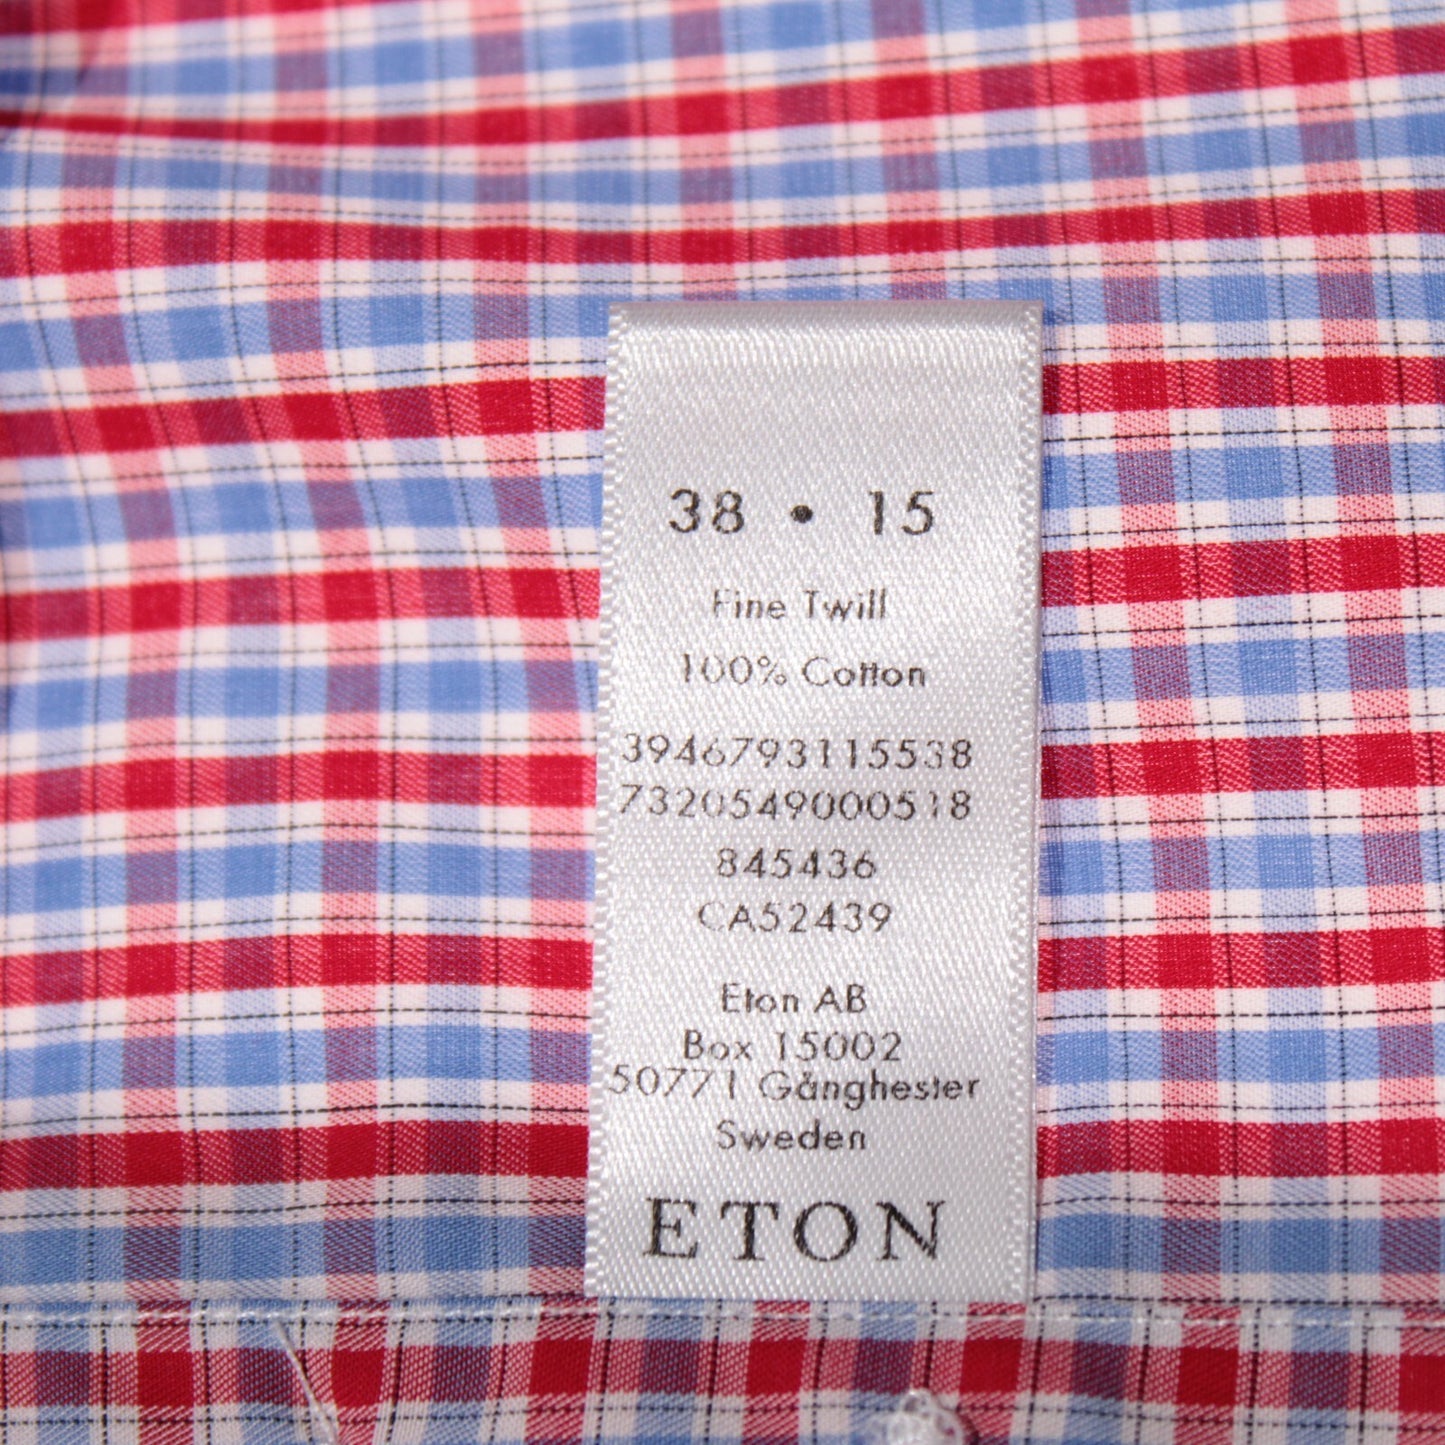 38 • 15
Fine Twill
100% Cotton
3946793115538
7320549000518
845436
CA52439
Eton AB
Box 15002
50771 Gånghester
Sweden
ETON